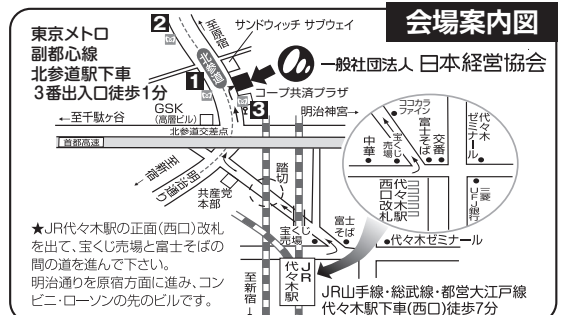 会場案内図
東京メトロ
副都心線
北参道駅下車
3番出入口徒歩1分
2
至原宿
サンドウィッチ サブウェイ
北参道
1
一般社団法人 日本経営協会
コープ共済プラザ
3
←至千駄ヶ谷
GSK
(高層ビル)
明治神宮→
北参道交差点
首都高速
至新宿
明治通り
共産党
本部
踏切
ココカラ
ファイン
宝くじ
売場
富士そば
交番
代々木
ゼミナール
中華
代々木駅
西口改札
三菱
UFJ銀行
★JR代々木駅の正面(西口)改札
を出て、宝くじ売場と富士そばの
間の道を進んで下さい。
明治通りを原宿方面に進み、コン
ビニ・ローソンの先のビルです。
宝くじ
売場
富士
そば
代々木ゼミナール
至新宿
JR
代々木駅
JR山手線・総武線・都営大江戸線
代々木駅下車(西口)徒歩7分